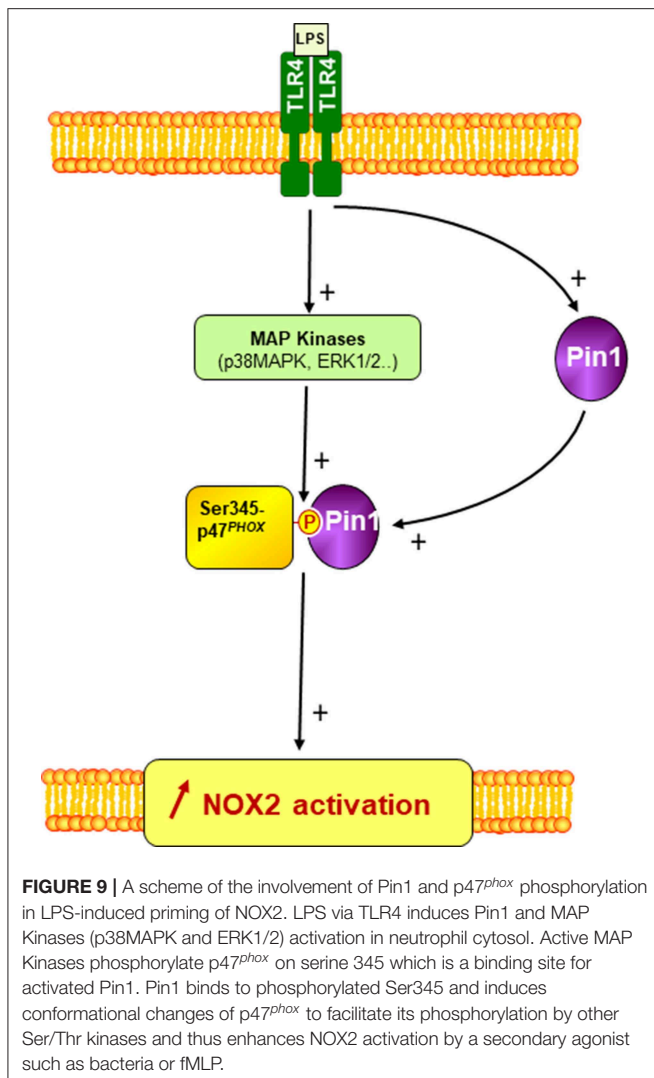 LPS
TLR4
TLR4
+
+
MAP Kinases
(p38MAPK, ERK1/2..)
Pin1
+
Ser345-
p47PHOX
P
Pin1
+
+
NOX2 activation
FIGURE 9 | A scheme of the involvement of Pin1 and p47phox phosphorylation
in LPS-induced priming of NOX2. LPS via TLR4 induces Pin1 and MAP
Kinases (p38MAPK and ERK1/2) activation in neutrophil cytosol. Active MAP
Kinases phosphorylate p47phox on serine 345 which is a binding site for
activated Pin1. Pin1 binds to phosphorylated Ser345 and induces
conformational changes of p47phox to facilitate its phosphorylation by other
Ser/Thr kinases and thus enhances NOX2 activation by a secondary agonist
such as bacteria or fMLP.